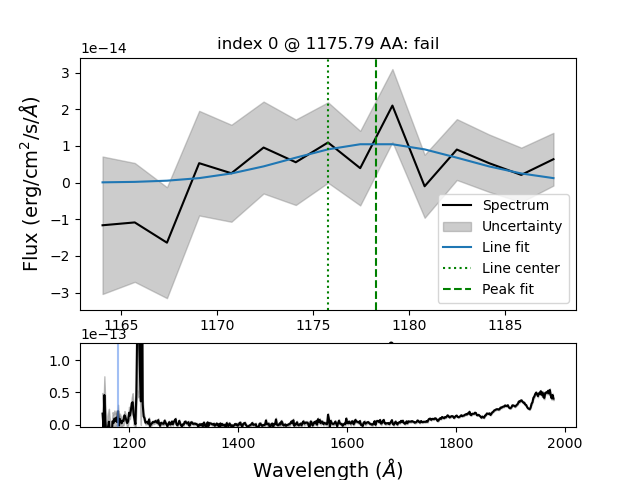 index 0 @ 1175.79 AA: fail
1e−14
Flux (erg/cm²/s/Å)
3
2
1
0
−1
−2
−3
Spectrum
Uncertainty
Line fit
Line center
Peak fit
1165 1170 1175 1180 1185
1e−13
1.0
0.5
0.0
1200 1400 1600 1800 2000
Wavelength (Å)